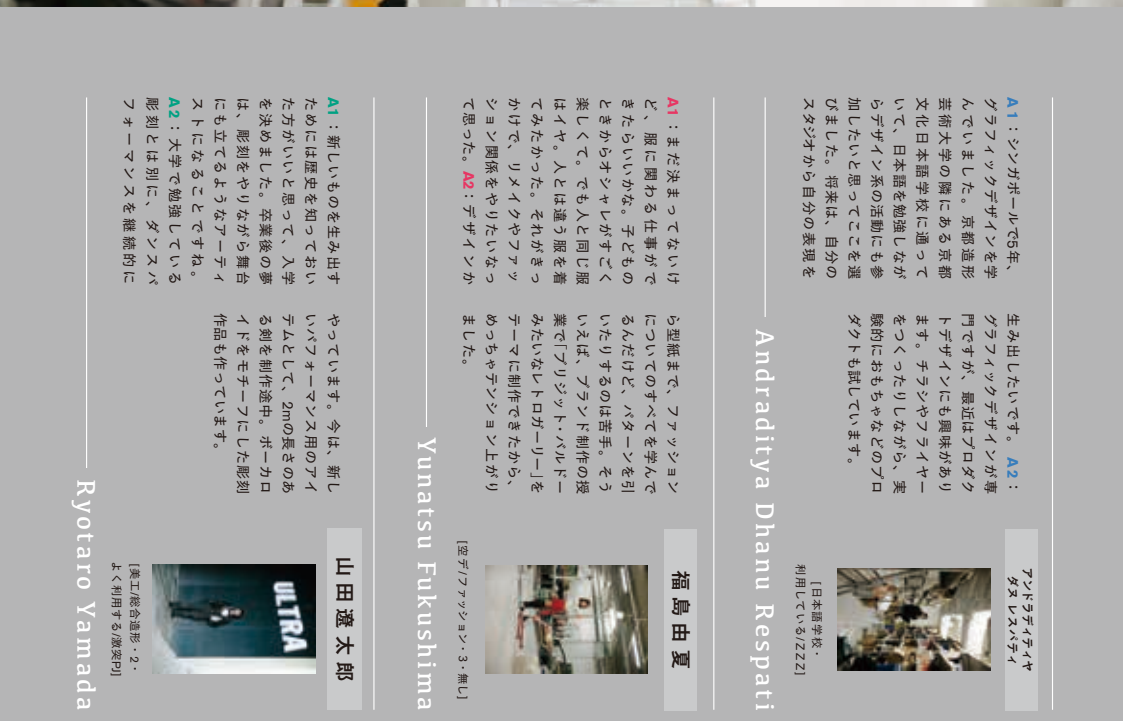 アンドラディティヤ
ダヌ レスパティ
[日本語学校・
利用している/ZZZ]
Andraditya Dhanu Respati
A1：シンガポールで5年、
グラフィックデザインを学
んでいました。京都造形
芸術大学の隣にある京都
文化日本語学校に通って
いて、日本語を勉強しなが
らデザイン系の活動にも参
加したいと思ってここを選
びました。将来は、自分の
スタジオから自分の表現を
生み出したいです。A2：
グラフィックデザインが専
門ですが、最近はプロダク
トデザインにも興味があり
ます。チラシやフライヤー
をつくったりしながら、実
験的におもちゃなどのプロ
ダクトも試しています。
福島由夏
[空デ/ファッション・3・無し]
Yunatsu Fukushima
A1：まだ決まってないけ
ど、服に関わる仕事がで
きたらいいかな。子どもの
ときからオシャレがすごく
楽しくて。でも人と同じ服
はイヤ。人とは違う服を着
てみたかった。それがきっ
かけで、リメイクやファッ
ション関係をやりたいなっ
て思った。A2：デザインか
ら型紙まで、ファッション
についてのすべてを学んで
るんだけど、パターンを引
いたりするのは苦手。そう
いえば、ブランド制作の授
業で「ブリジット・バルドー
みたいなレトロガーリー」を
テーマに制作できたから、
めっちゃテンション上がり
ました。
山田遼太郎
[美工/総合造形・2・
よく利用する/激突PJ]
Ryotaro Yamada
A1：新しいものを生み出す
ためには歴史を知っておい
た方がいいと思って、入学
を決めました。卒業後の夢
は、彫刻をやりながら舞台
にも立てるようなアーティ
ストになることですね。
A2：大学で勉強している
彫刻とは別に、ダンスパ
フォーマンスを継続的に
やっています。今は、新し
いパフォーマンス用のアイ
テムとして、2mの長さのあ
る剣を制作途中。ボーカロ
イドをモチーフにした彫刻
作品も作っています。
ULTRA